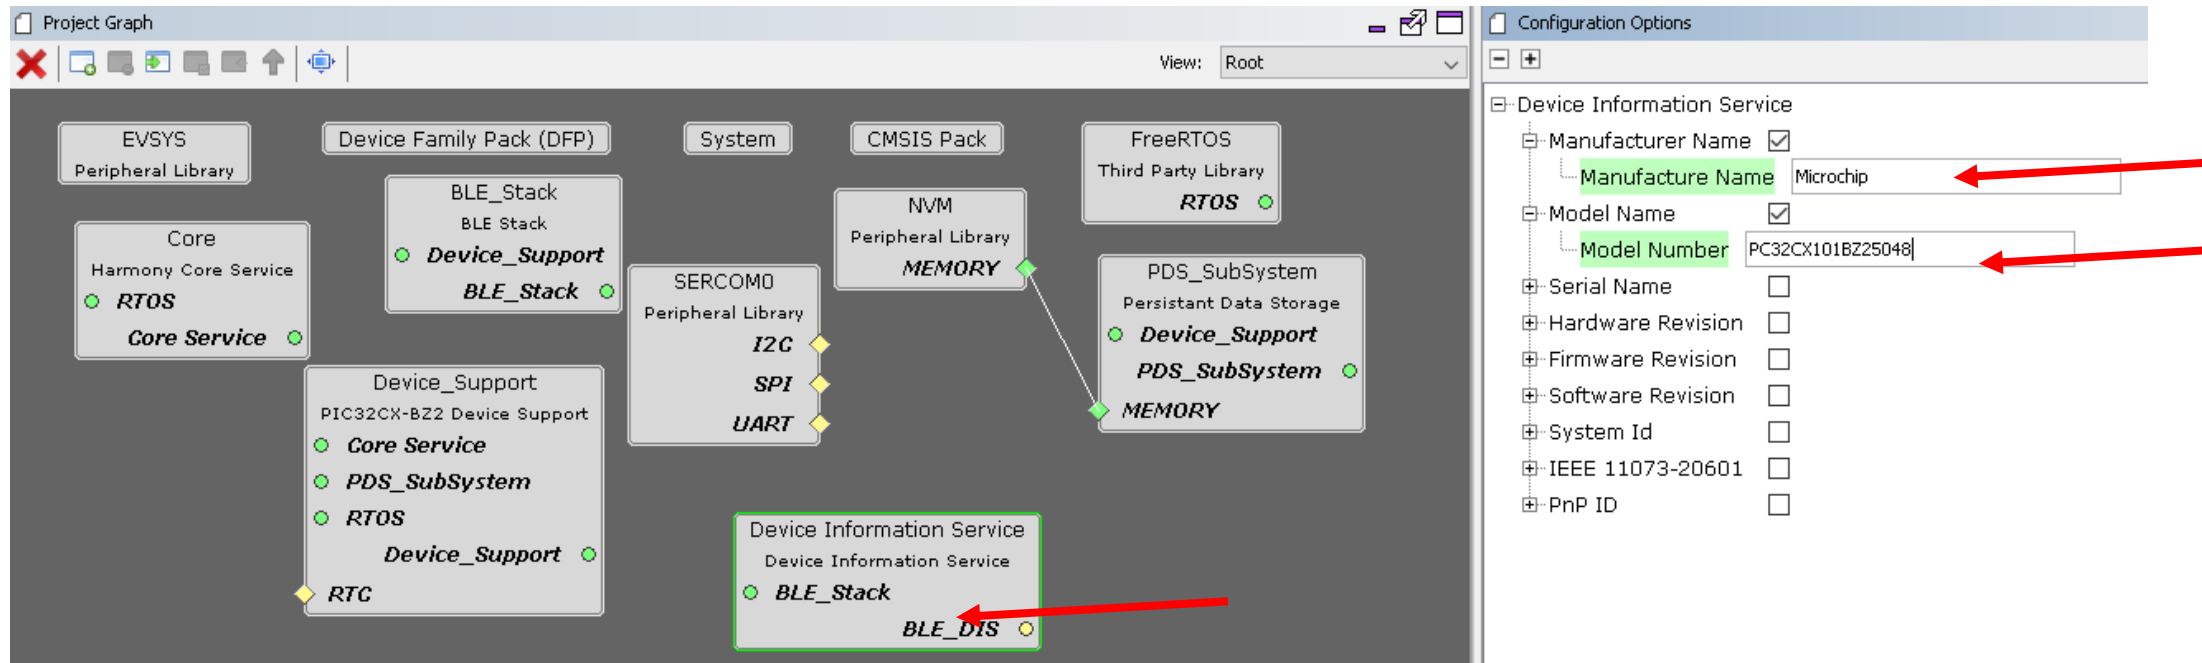 Project Graph
View: Root
EVSYS
Peripheral Library
Device Family Pack (DFP)
System
CMSIS Pack
FreeRTOS
Third Party Library
RTOS
BLE_Stack
BLE Stack
Device_Support
BLE_Stack
NVM
Peripheral Library
MEMORY
Core
Harmony Core Service
RTOS
Core Service
SERCOM0
Peripheral Library
I2C
SPI
UART
PDS_SubSystem
Persistant Data Storage
Device_Support
PDS_SubSystem
MEMORY
Device_Support
PIC32CX-BZ2 Device Support
Core Service
PDS_SubSystem
RTOS
Device_Support
RTC
Device Information Service
Device Information Service
BLE_Stack
BLE_DIS
Configuration Options
Device Information Service
Manufacturer Name
Manufacture Name Microchip
Model Name
Model Number PC32CX101BZ25048
Serial Name
Hardware Revision
Firmware Revision
Software Revision
System Id
IEEE 11073-20601
PnP ID